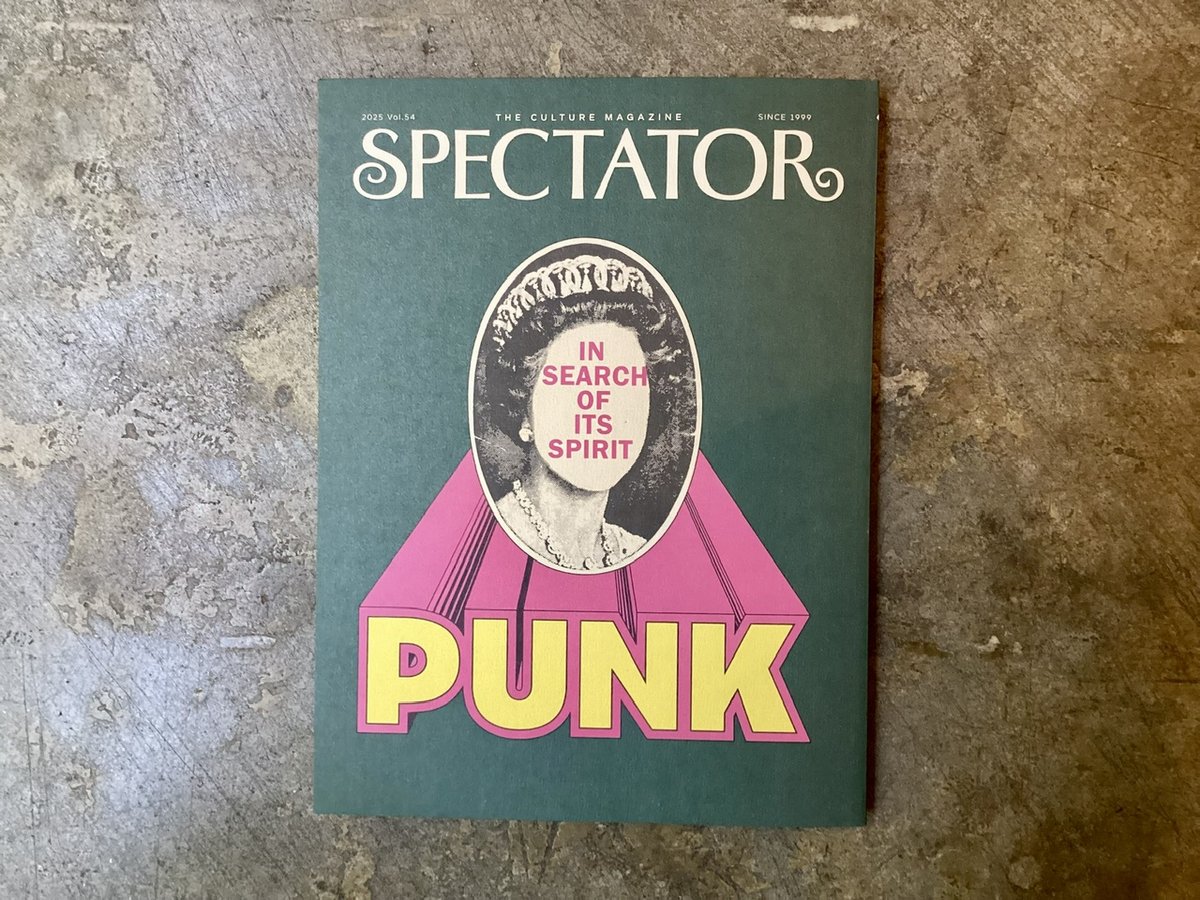 2025 Vol.54 THE CULTURE MAGAZINE SINCE 1999
SPECTATOR
IN
SEARCH
OF
ITS
SPIRIT
PUNK